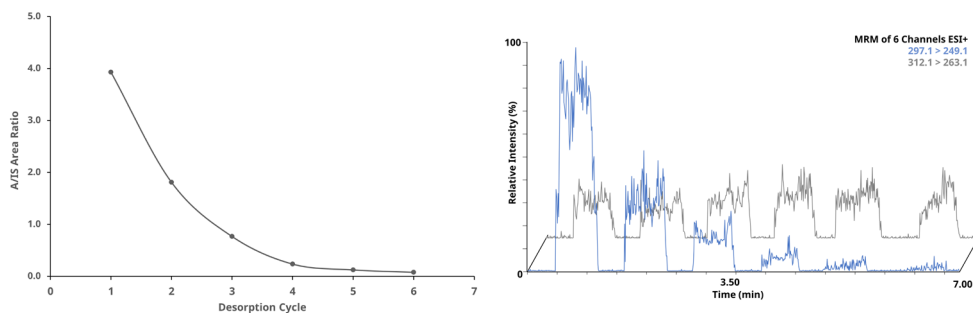 5.0
4.0
3.0
2.0
1.0
0.0
A/IS Area Ratio
0 1 2 3 4 5 6 7
Desorption Cycle
MRM of 6 Channels ESI+
297.1 > 249.1
312.1 > 263.1
100
Relative Intensity (%)
0
3.50
7.00
Time (min)